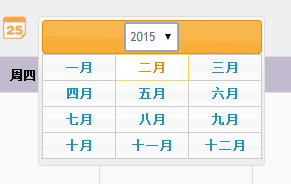 25
2015
周四
一月 二月 三月
四月 五月 六月
七月 八月 九月
十月 十一月 十二月